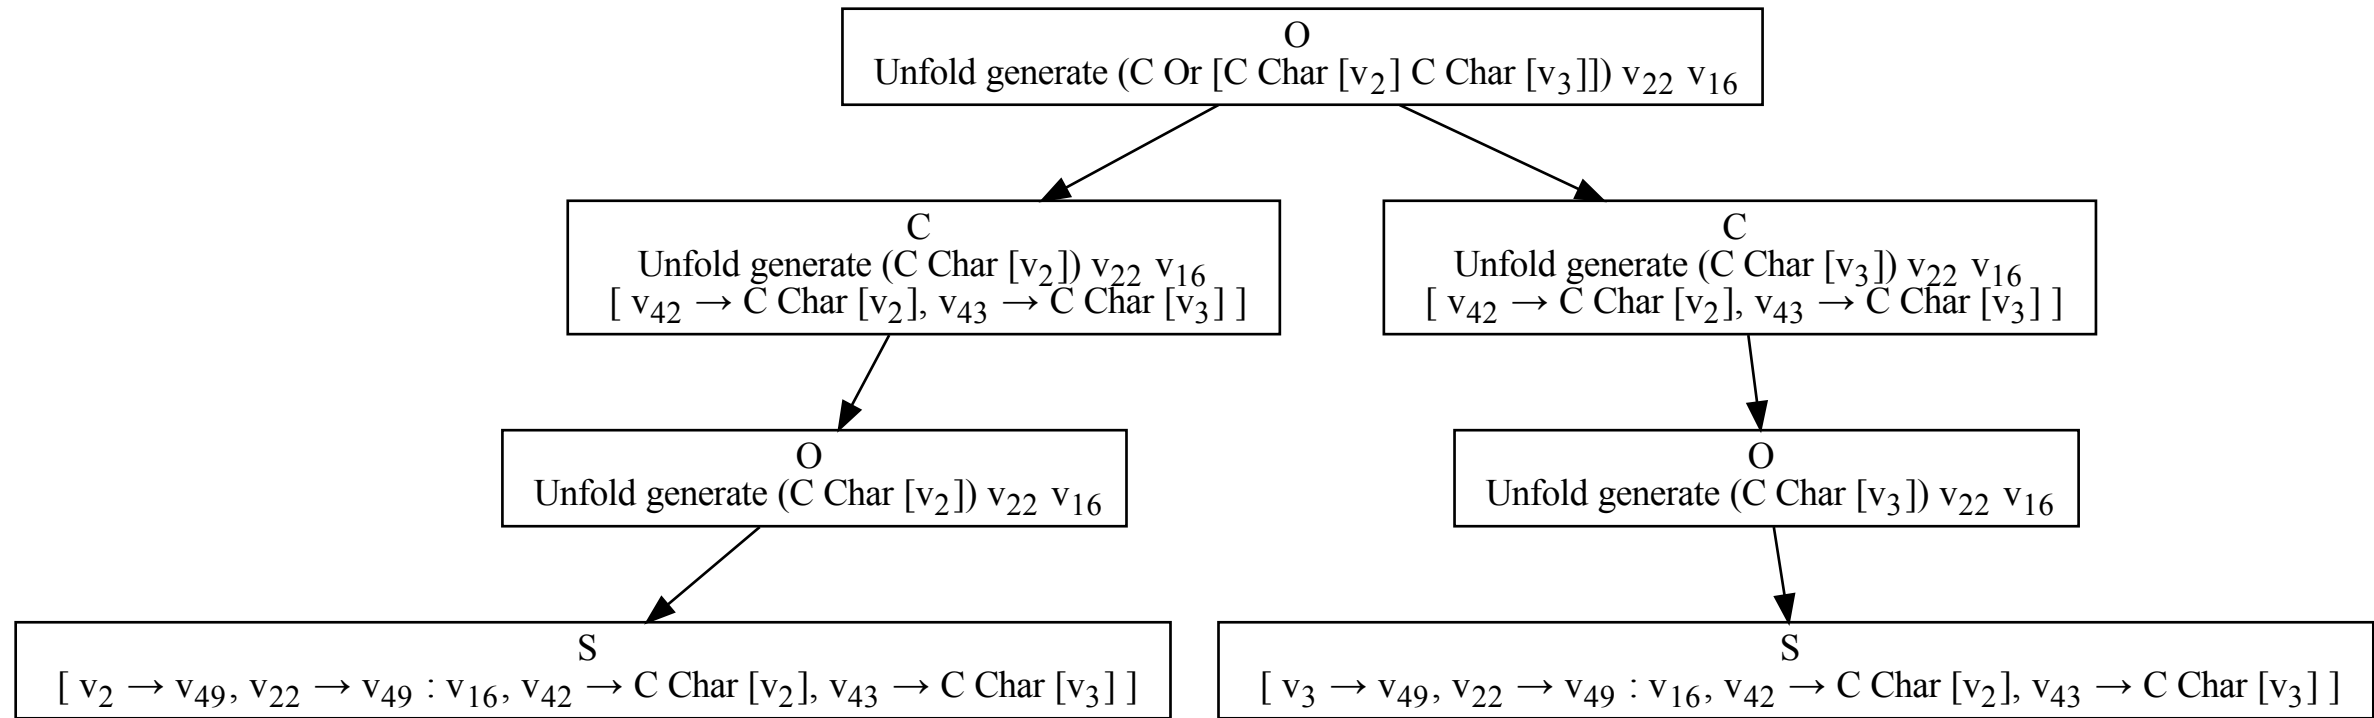 O
Unfold generate (C Or [C Char [v₂] C Char [v₃]]) v₂₂ v₁₆
C
Unfold generate (C Char [v₂]) v₂₂ v₁₆
[ v₄₂ → C Char [v₂], v₄₃ → C Char [v₃] ]
C
Unfold generate (C Char [v₃]) v₂₂ v₁₆
[ v₄₂ → C Char [v₂], v₄₃ → C Char [v₃] ]
O
Unfold generate (C Char [v₂]) v₂₂ v₁₆
O
Unfold generate (C Char [v₃]) v₂₂ v₁₆
S
[ v₂ → v₄₉, v₂₂ → v₄₉ : v₁₆, v₄₂ → C Char [v₂], v₄₃ → C Char [v₃] ]
S
[ v₃ → v₄₉, v₂₂ → v₄₉ : v₁₆, v₄₂ → C Char [v₂], v₄₃ → C Char [v₃] ]